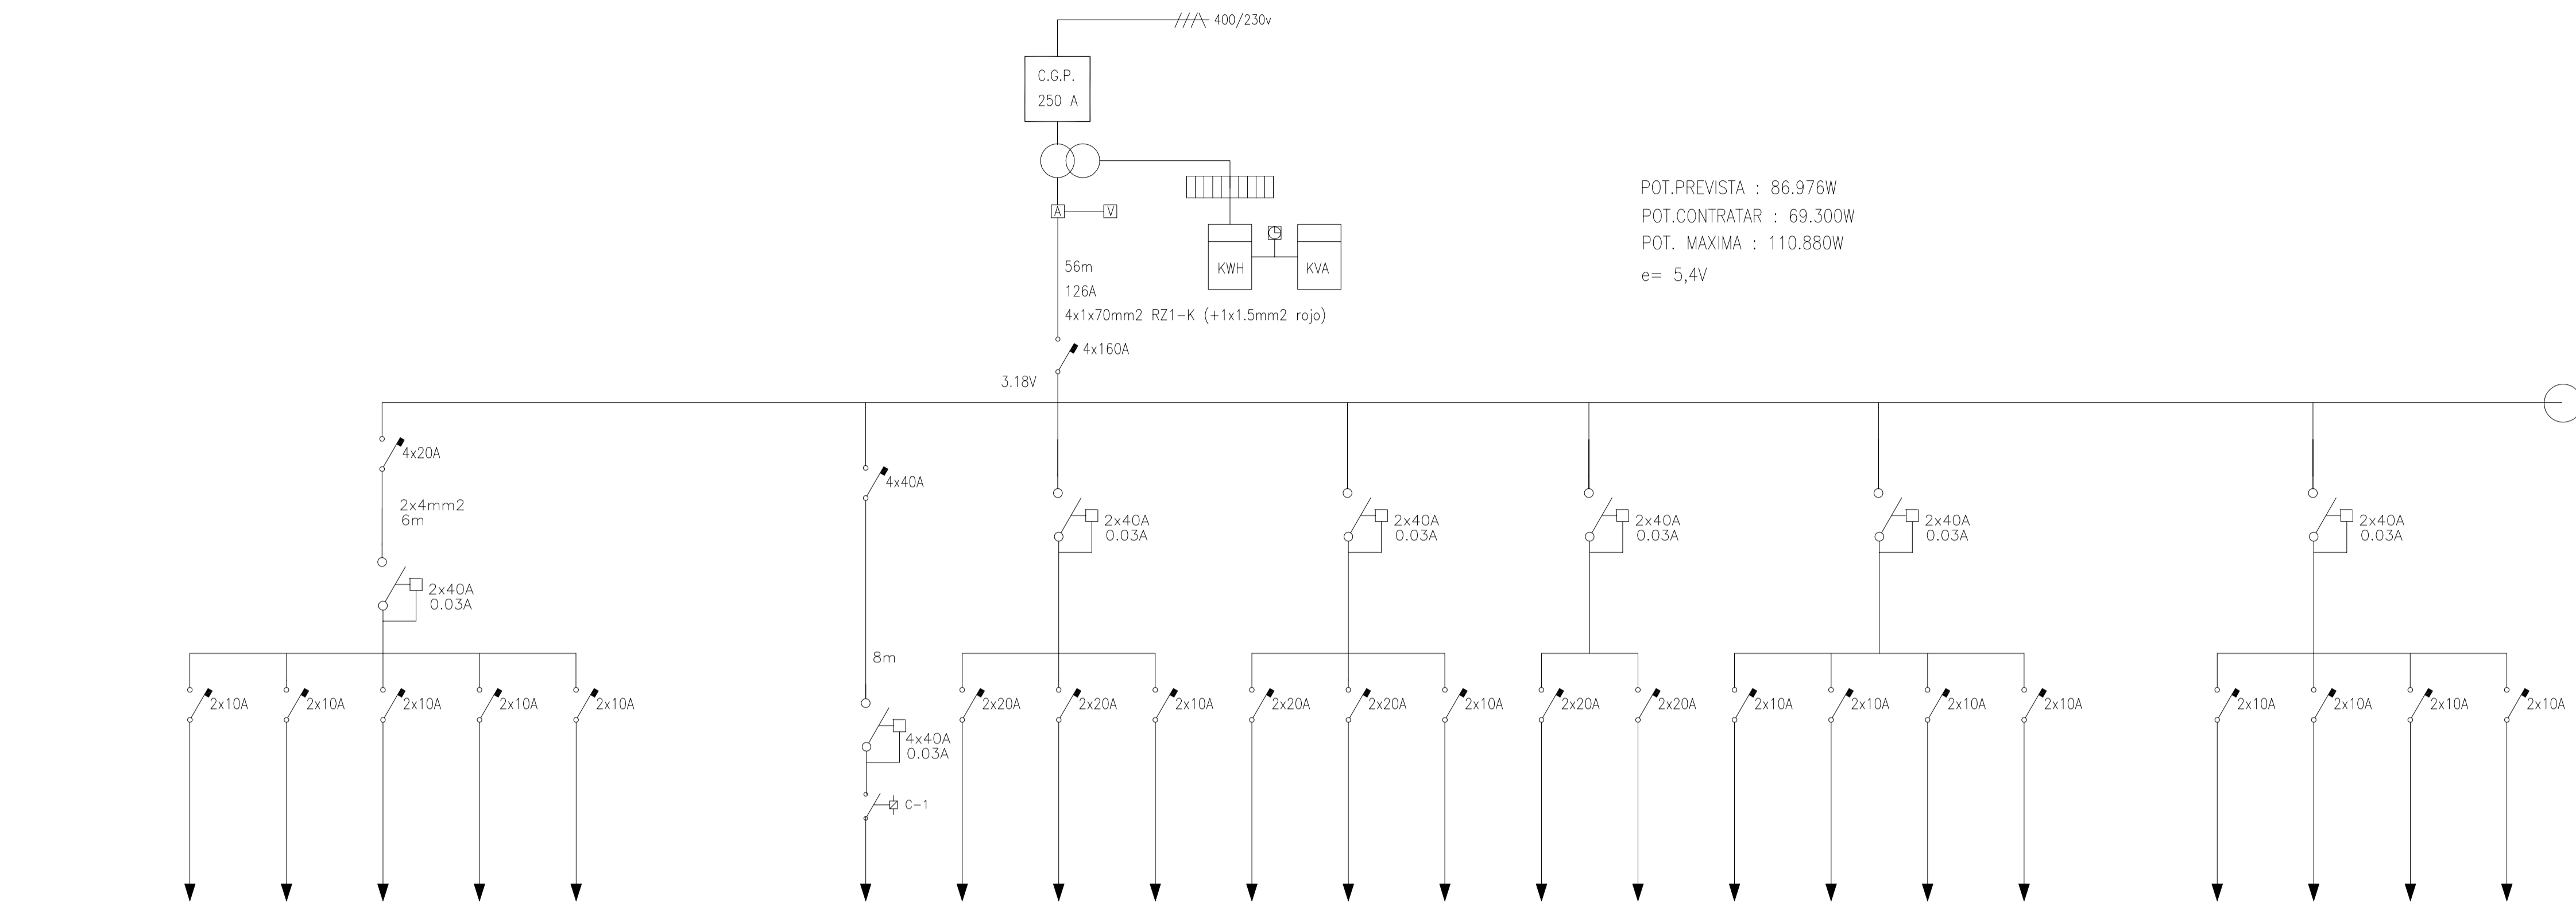 400/230v
C.G.P.
250 A
A
V
KWH
KVA
POT.PREVISTA : 86.976W
POT.CONTRATAR : 69.300W
POT. MAXIMA : 110.880W
e= 5,4V
56m
126A
4x1x70mm2 RZ1-K (+1x1.5mm2 rojo)
4x160A
3.18V
4x20A
2x4mm2
6m
2x40A
0.03A
4x40A
2x40A
0.03A
2x40A
0.03A
2x40A
0.03A
2x40A
0.03A
2x40A
0.03A
8m
2x10A
2x10A
2x10A
2x10A
2x10A
4x40A
0.03A
C-1
2x20A
2x20A
2x10A
2x20A
2x20A
2x10A
2x20A
2x20A
2x10A
2x10A
2x10A
2x10A
2x10A
2x10A
2x10A
2x10A